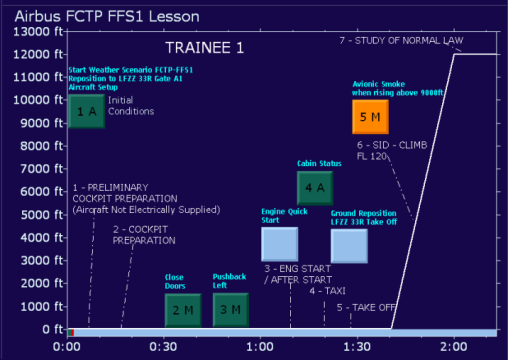 Airbus FCTP FFS1 Lesson
13000 ft
12000 ft
11000 ft
10000 ft
9000 ft
8000 ft
7000 ft
6000 ft
5000 ft
4000 ft
3000 ft
2000 ft
1000 ft
0 ft
TRAINEE 1
7 - STUDY OF NORMAL LAW
Start Weather Scenario FCTP-FFS1
Reposition to LFZZ 33R Gate A1
Aircraft Setup
1 A
Initial
Conditions
Avionic Smoke
when rising above 9000ft
5 M
6 - SID - CLIMB
FL 120
Cabin Status
4 A
1 - PRELIMINARY
COCKPIT PREPARATION
(Aircraft Not Electrically Supplied)
2 - COCKPIT
PREPARATION
Engine Quick
Start
Ground Reposition
LFZZ 33R Take Off
3 - ENG START
/ AFTER START
4 - TAXI
5 - TAKE OFF
Close
Doors
2 M
Pushback
Left
3 M
0:00
0:30
1:00
1:30
2:00